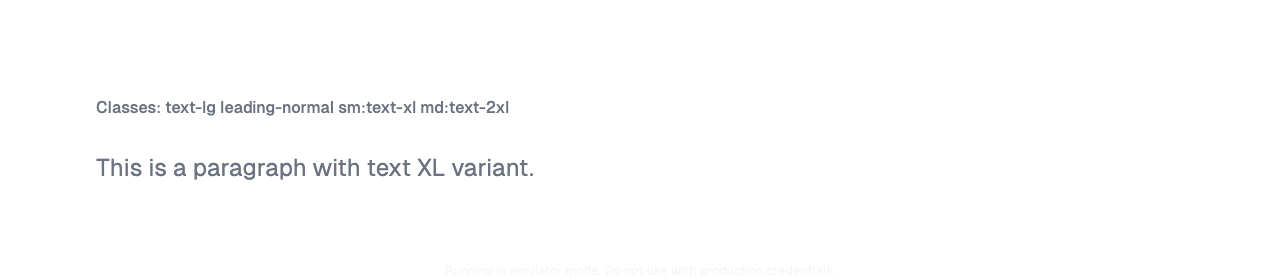 Classes: text-lg leading-normal sm:text-xl md:text-2xl
This is a paragraph with text XL variant.
Running in emulator mode. Do not use with production credentials.